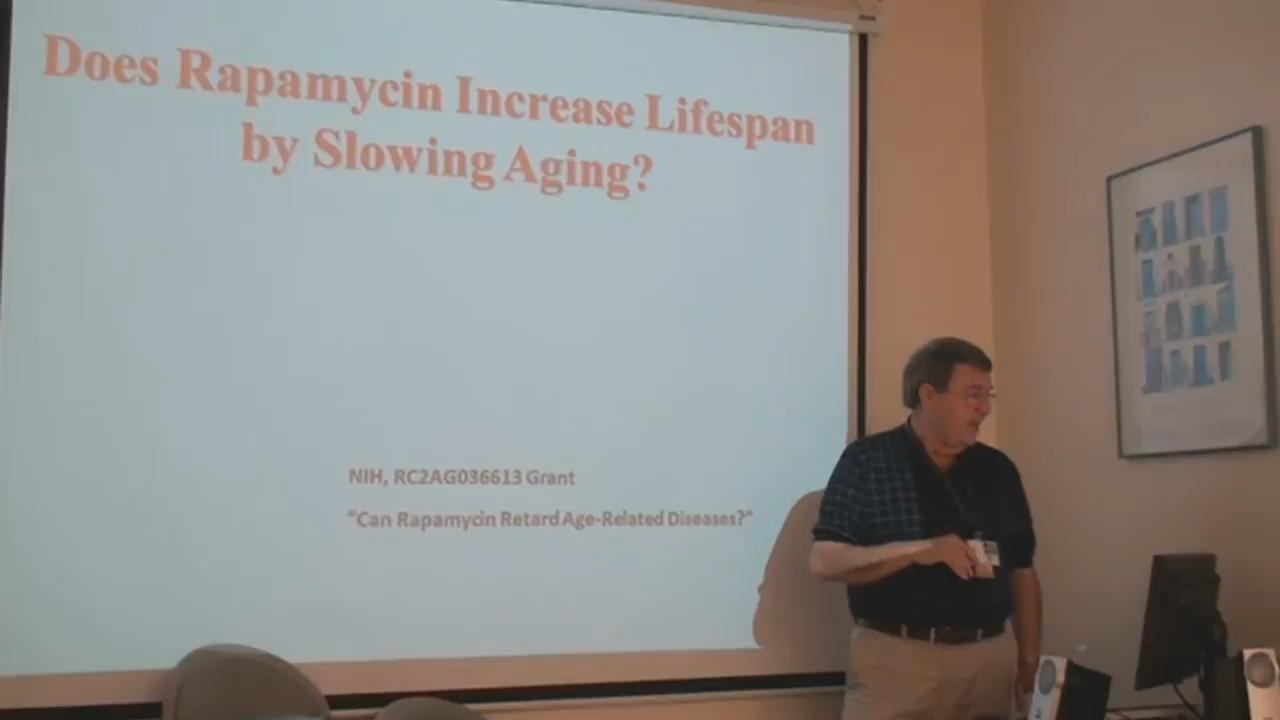 Does Rapamycin Increase Lifespan
by Slowing Aging?
NIH, RC2AG036613 Grant
“Can Rapamycin Retard Age-Related Diseases?”